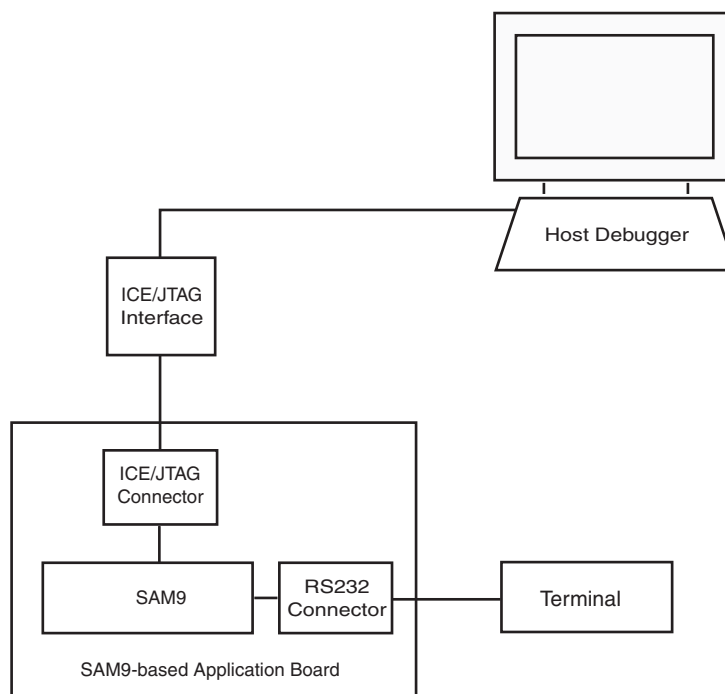 Host Debugger
ICE/JTAG
Interface
ICE/JTAG
Connector
SAM9
RS232
Connector
Terminal
SAM9-based Application Board